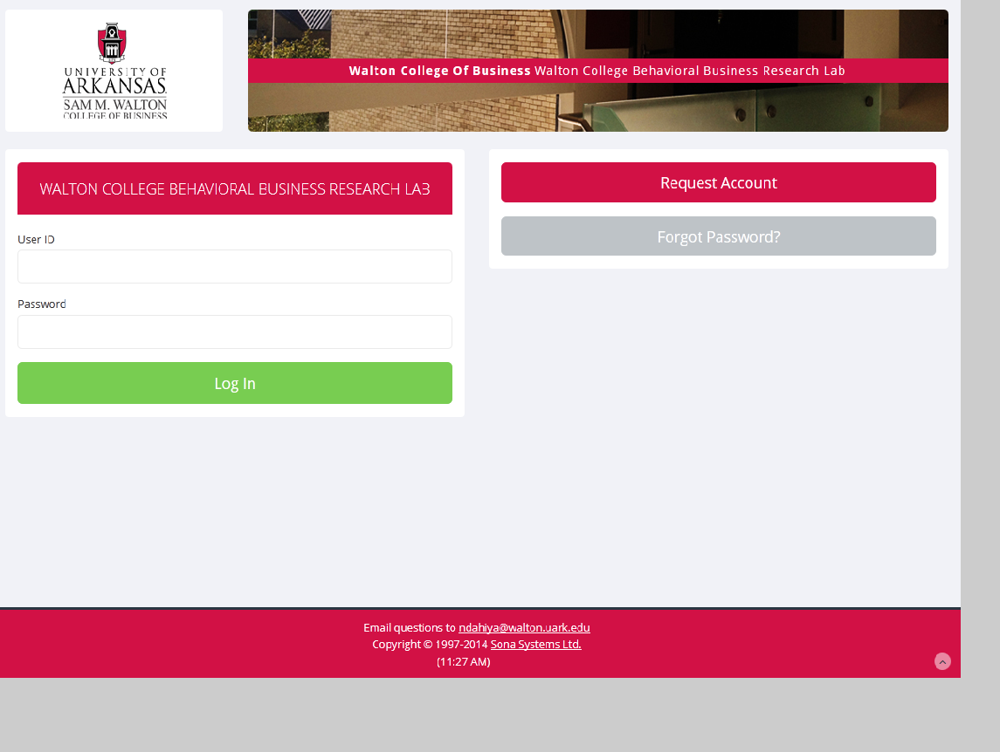 UNIVERSITY OF
ARKANSAS
SAM M. WALTON
COLLEGE OF BUSINESS
Walton College Of Business Walton College Behavioral Business Research Lab
WALTON COLLEGE BEHAVIORAL BUSINESS RESEARCH LAB
User ID
Password
Log In
Request Account
Forgot Password?
Email questions to ndahiya@walton.uark.edu
Copyright © 1997-2014 Sona Systems Ltd.
(11:27 AM)